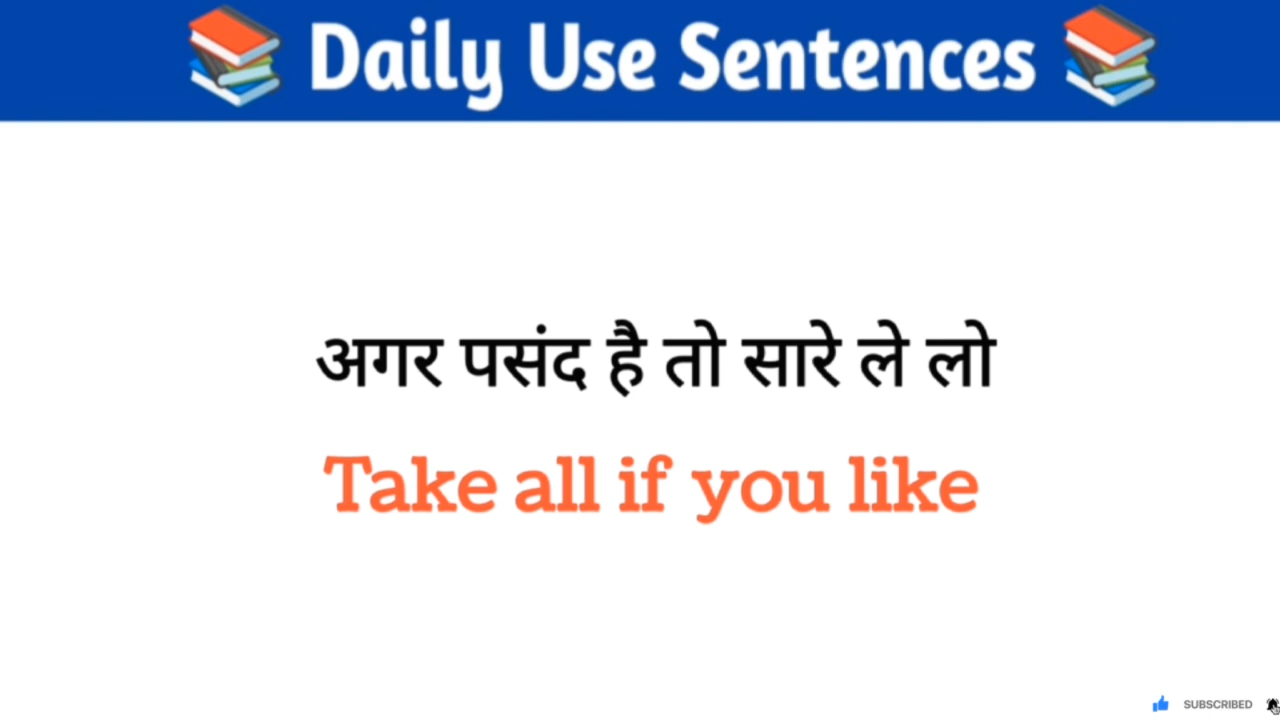 Daily Use Sentences
अगर पसंद है तो सारे ले लो
Take all if you like
SUBSCRIBED